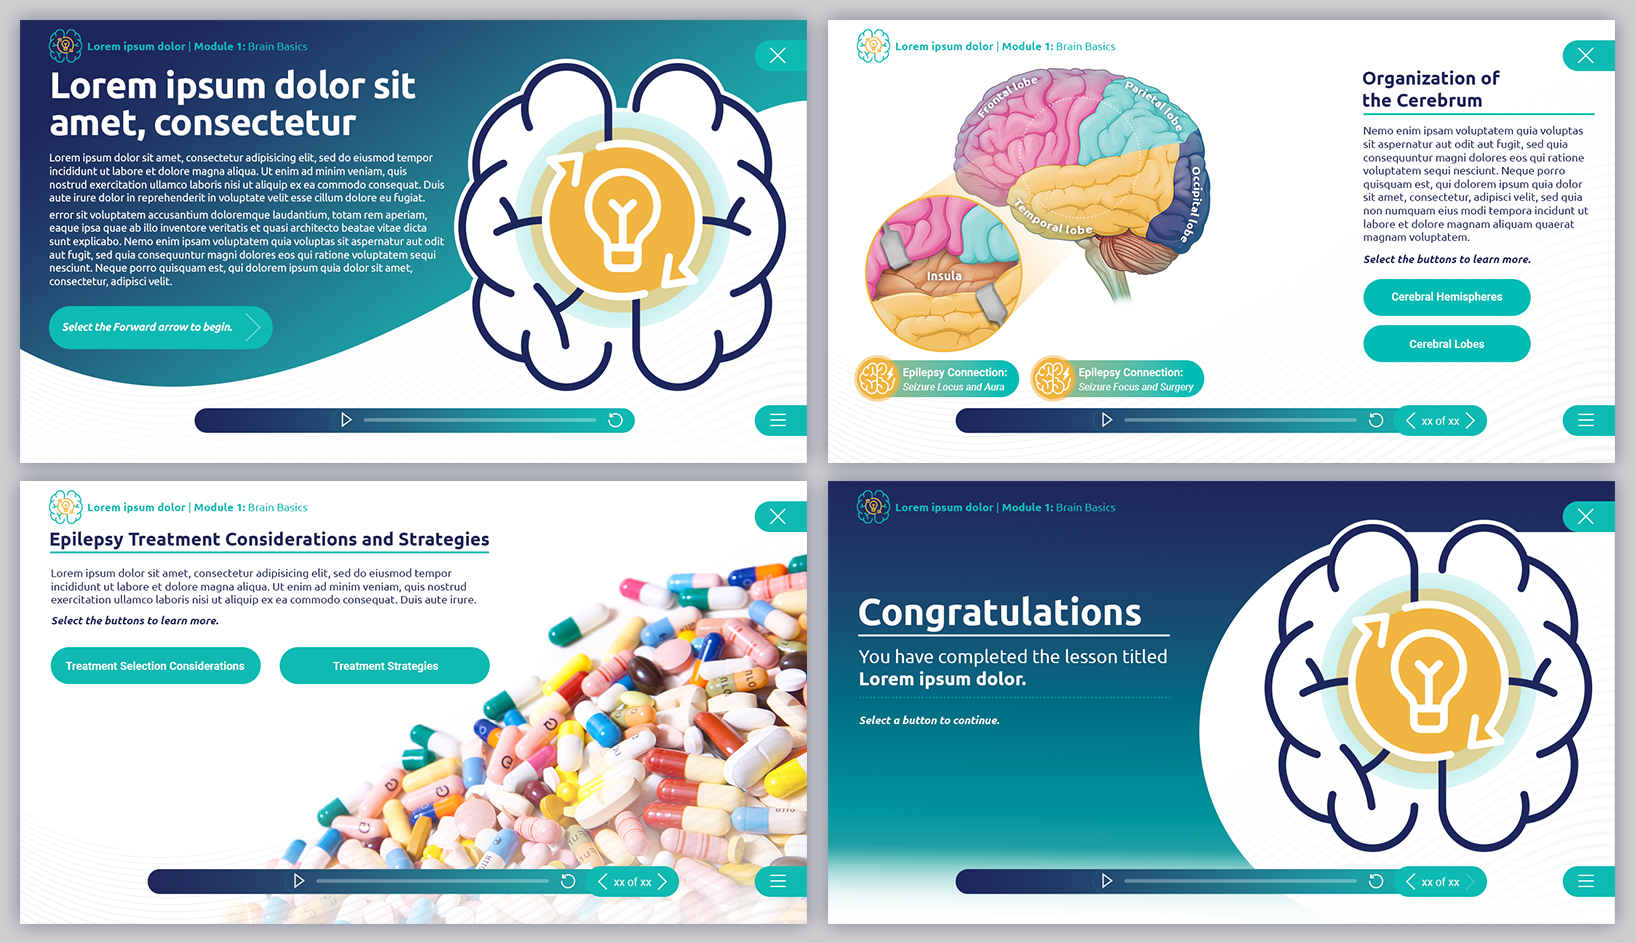 Lorem ipsum dolor | Module 1: Brain Basics
Lorem ipsum dolor sit
amet, consectetur
Lorem ipsum dolor sit amet, consectetur adipisicing elit, sed do eiusmod tempor
incididunt ut labore et dolore magna aliqua. Ut enim ad minim veniam, quis
nostrud exercitation ullamco laboris nisi ut aliquip ex ea commodo consequat. Duis
aute irure dolor in reprehenderit in voluptate velit esse cillum dolore eu fugiat.
error sit voluptatem accusantium doloremque laudantium, totam rem aperiam,
eaque ipsa quae ab illo inventore veritatis et quasi architecto beatae vitae dicta
sunt explicabo. Nemo enim ipsam voluptatem quia voluptas sit aspernatur aut odit
aut fugit, sed quia consequuntur magni dolores eos qui ratione voluptatem sequi
nesciunt. Neque porro quisquam est, qui dolorem ipsum quia dolor sit amet,
consectetur, adipisci velit.
Select the Forward arrow to begin.
Lorem ipsum dolor | Module 1: Brain Basics
Frontal lobe
Parietal lobe
Occipital lobe
Temporal lobe
Insula
Epilepsy Connection:
Seizure Locus and Aura
Epilepsy Connection:
Seizure Focus and Surgery
Organization of
the Cerebrum
Nemo enim ipsam voluptatem quia voluptas
sit aspernatur aut odit aut fugit, sed quia
consequuntur magni dolores eos qui ratione
voluptatem sequi nesciunt. Neque porro
quisquam est, qui dolorem ipsum quia dolor
sit amet, consectetur, adipisci velit, sed quia
non numquam eius modi tempora incidunt ut
labore et dolore magnam aliquam quaerat
magnam voluptatem.
Select the buttons to learn more.
Cerebral Hemispheres
Cerebral Lobes
xx of xx
Lorem ipsum dolor | Module 1: Brain Basics
Epilepsy Treatment Considerations and Strategies
Lorem ipsum dolor sit amet, consectetur adipisicing elit, sed do eiusmod tempor
incididunt ut labore et dolore magna aliqua. Ut enim ad minim veniam, quis nostrud
exercitation ullamco laboris nisi ut aliquip ex ea commodo consequat. Duis aute irure.
Select the buttons to learn more.
Treatment Selection Considerations
Treatment Strategies
xx of xx
Lorem ipsum dolor | Module 1: Brain Basics
Congratulations
You have completed the lesson titled
Lorem ipsum dolor.
Select a button to continue.
xx of xx